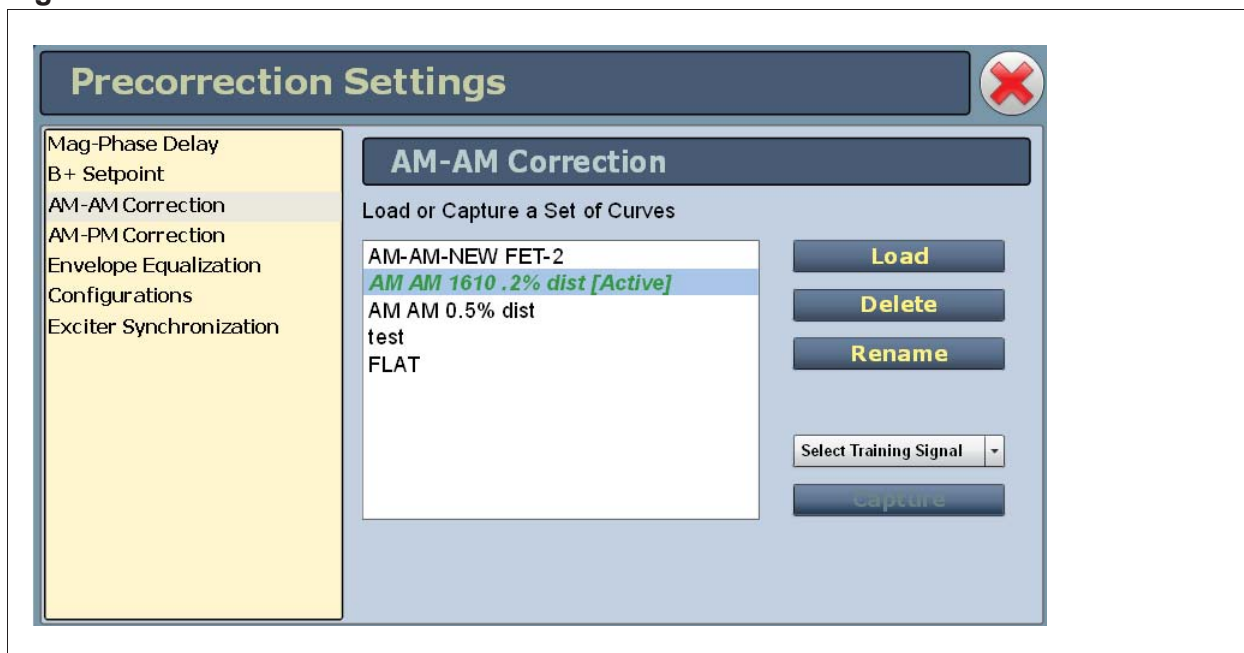 Precorrection Settings
Mag-Phase Delay
B+ Setpoint
AM-AM Correction
AM-PM Correction
Envelope Equalization
Configurations
Exciter Synchronization
AM-AM Correction
Load or Capture a Set of Curves
AM-AM-NEW FET-2
AM AM 1610 .2% dist [Active]
AM AM 0.5% dist
test
FLAT
Load
Delete
Rename
Select Training Signal
Capture